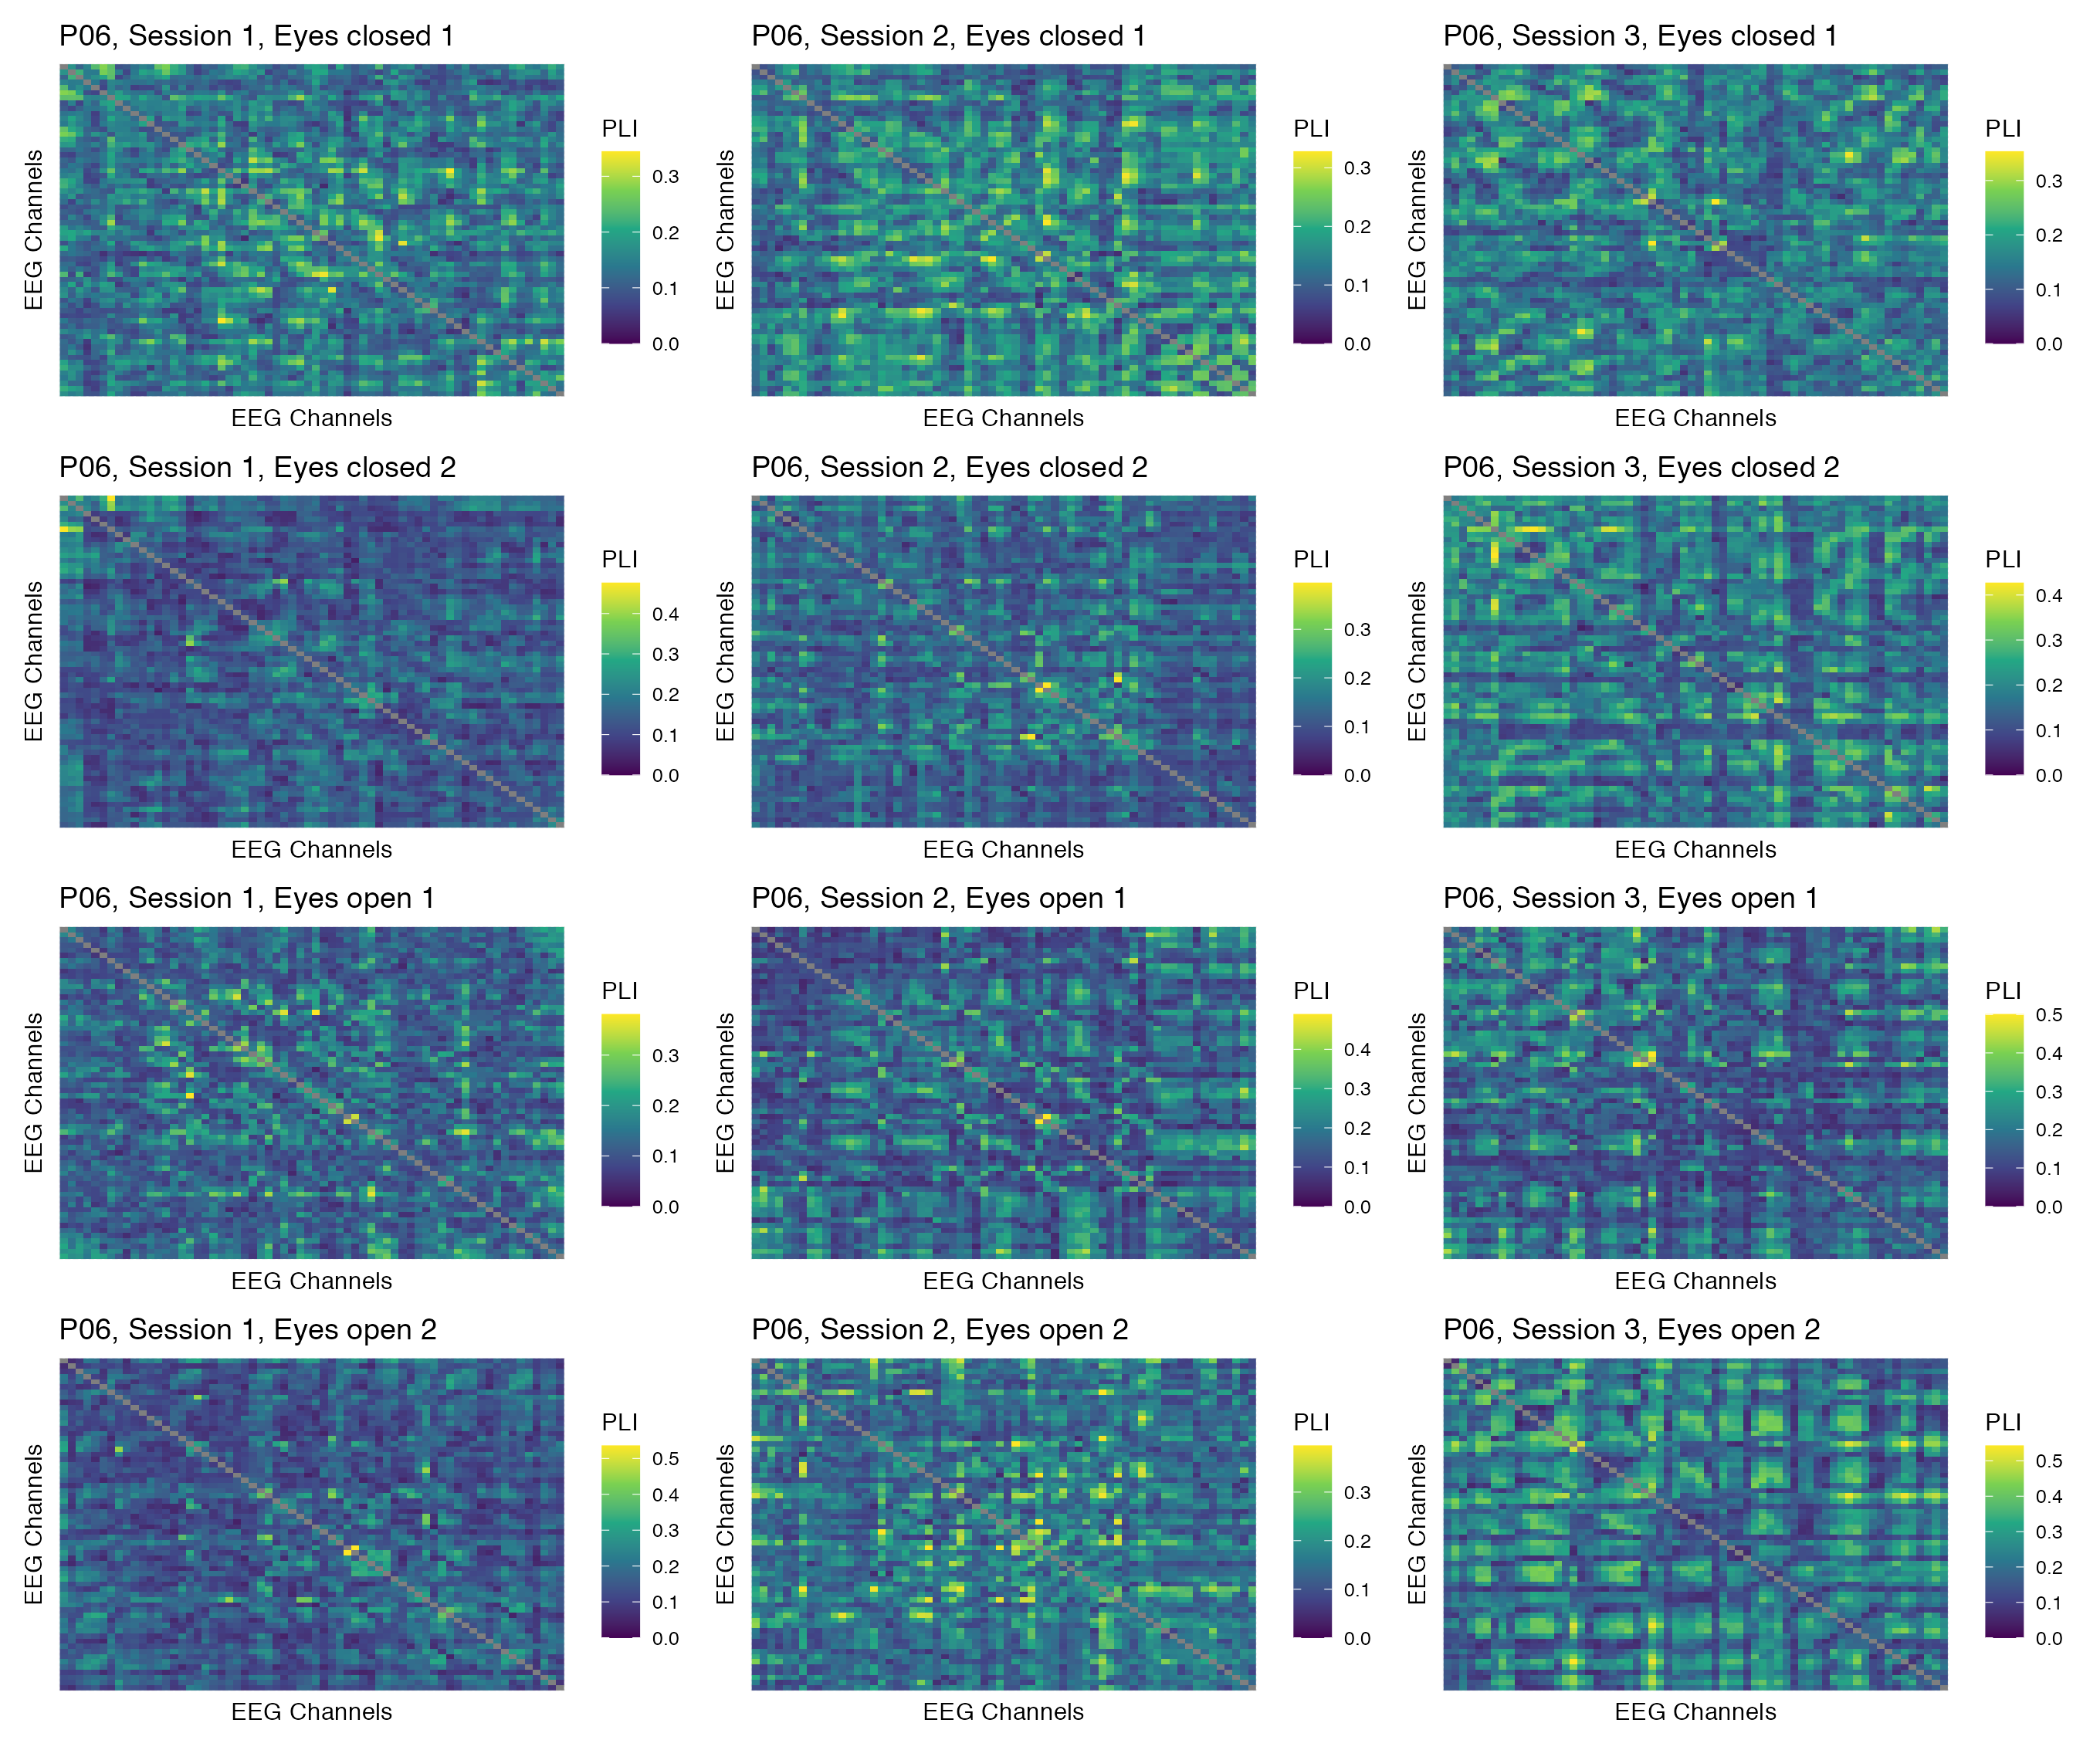 P06, Session 1, Eyes closed 1
EEG Channels
EEG Channels
PLI
0.3
0.2
0.1
0.0
P06, Session 2, Eyes closed 1
EEG Channels
EEG Channels
PLI
0.3
0.2
0.1
0.0
P06, Session 3, Eyes closed 1
EEG Channels
EEG Channels
PLI
0.3
0.2
0.1
0.0
P06, Session 1, Eyes closed 2
EEG Channels
EEG Channels
PLI
0.4
0.3
0.2
0.1
0.0
P06, Session 2, Eyes closed 2
EEG Channels
EEG Channels
PLI
0.3
0.2
0.1
0.0
P06, Session 3, Eyes closed 2
EEG Channels
EEG Channels
PLI
0.4
0.3
0.2
0.1
0.0
P06, Session 1, Eyes open 1
EEG Channels
EEG Channels
PLI
0.3
0.2
0.1
0.0
P06, Session 2, Eyes open 1
EEG Channels
EEG Channels
PLI
0.4
0.3
0.2
0.1
0.0
P06, Session 3, Eyes open 1
EEG Channels
EEG Channels
PLI
0.5
0.4
0.3
0.2
0.1
0.0
P06, Session 1, Eyes open 2
EEG Channels
EEG Channels
PLI
0.5
0.4
0.3
0.2
0.1
0.0
P06, Session 2, Eyes open 2
EEG Channels
EEG Channels
PLI
0.3
0.2
0.1
0.0
P06, Session 3, Eyes open 2
EEG Channels
EEG Channels
PLI
0.5
0.4
0.3
0.2
0.1
0.0